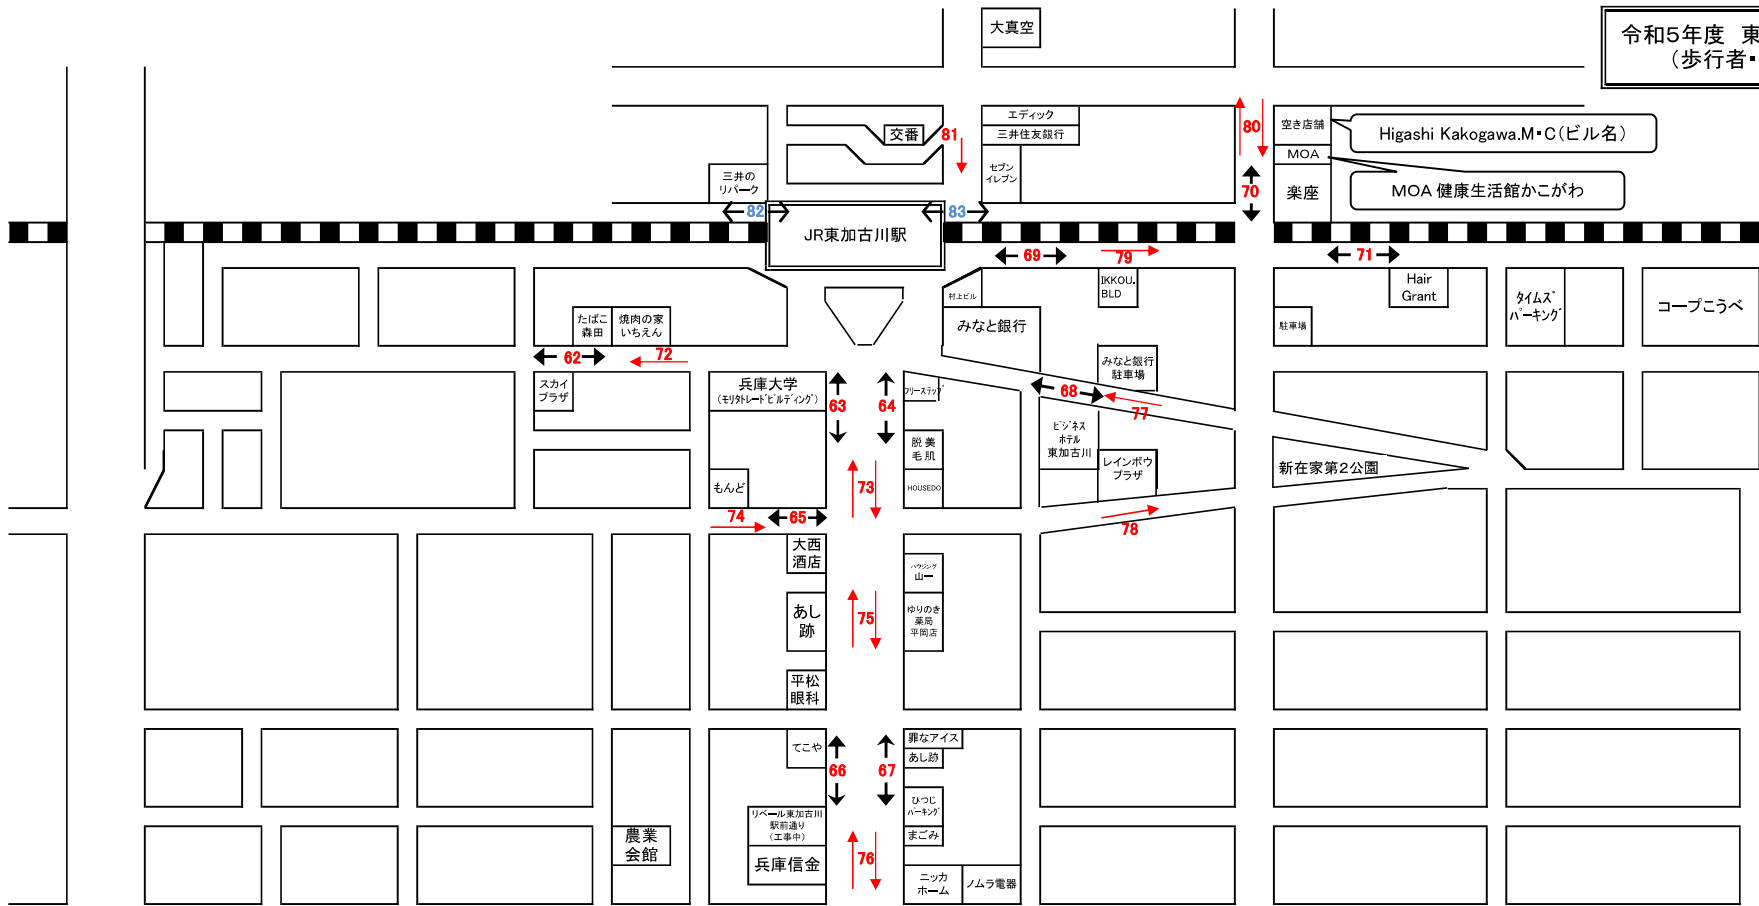 令和5年度　東
（歩行者・
大真空
エディック
三井住友銀行
セブン
イレブン
交番
81
80
空き店舗
MOA
楽座
Higashi Kakogawa.M・C(ビル名)
MOA 健康生活館かこがわ
70
三井の
リパーク
82
83
JR東加古川駅
69
79
71
IKKOU.
BLD
Hair
Grant
タイムズ
パーキング
コープこうべ
駐車場
村上ビル
みなと銀行
たばこ
森田
焼肉の家
いちえん
62
72
スカイ
プラザ
兵庫大学
(モリタトレードビルディング)
63
64
フリーステップ
みなと銀行
駐車場
68
77
ビジネス
ホテル
東加古川
レインボウ
プラザ
新在家第2公園
脱毛
美肌
HOUSEDO
もんど
73
74
65
78
大西
酒店
ハウジング
山一
あし
跡
75
ゆりのき
薬局
平岡店
平松
眼科
てこや
66
67
罪なアイス
あし跡
ひつじ
パーキング
まごみ
リベール東加古川
駅前通り
(工事中)
兵庫信金
農業
会館
76
ニッカ
ホーム
ノムラ電器